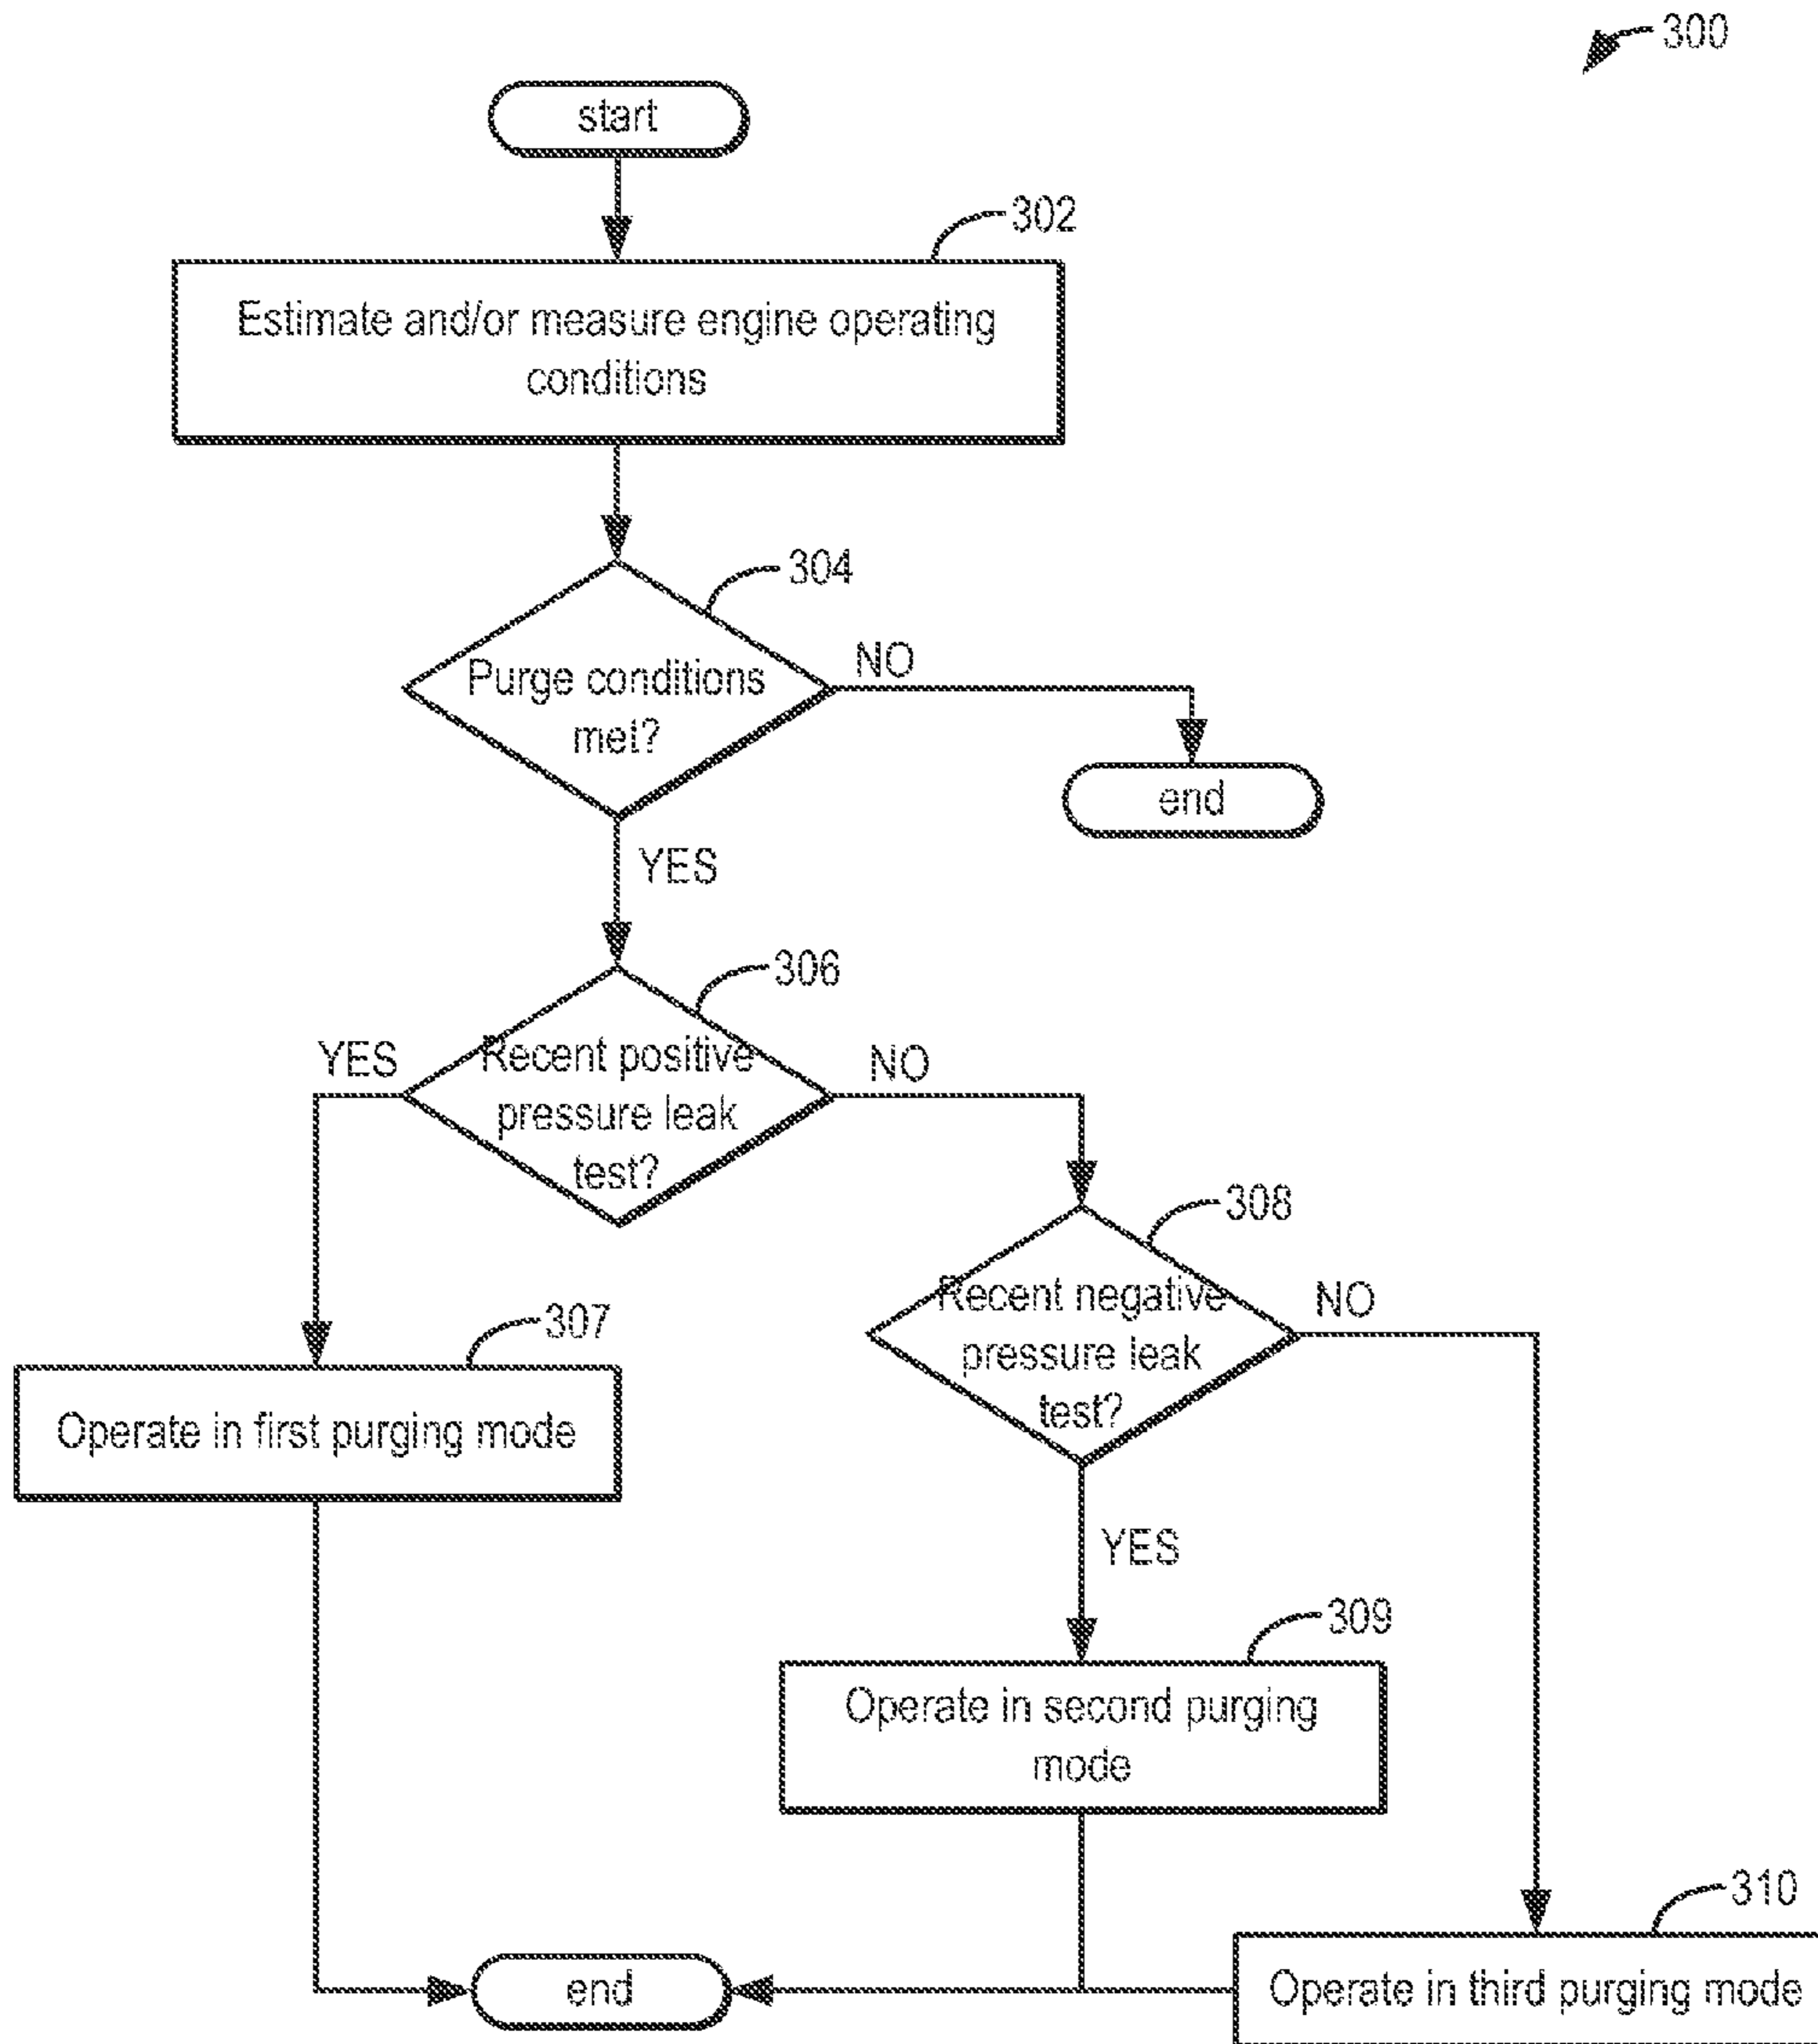 300
start
302
Estimate and/or measure engine operating
conditions
304
Purge conditions
met?
NO
end
YES
306
Recent positive
pressure leak
test?
YES
NO
308
Recent negative
pressure leak
test?
NO
307
Operate in first purging mode
YES
309
Operate in second purging
mode
310
Operate in third purging mode
end